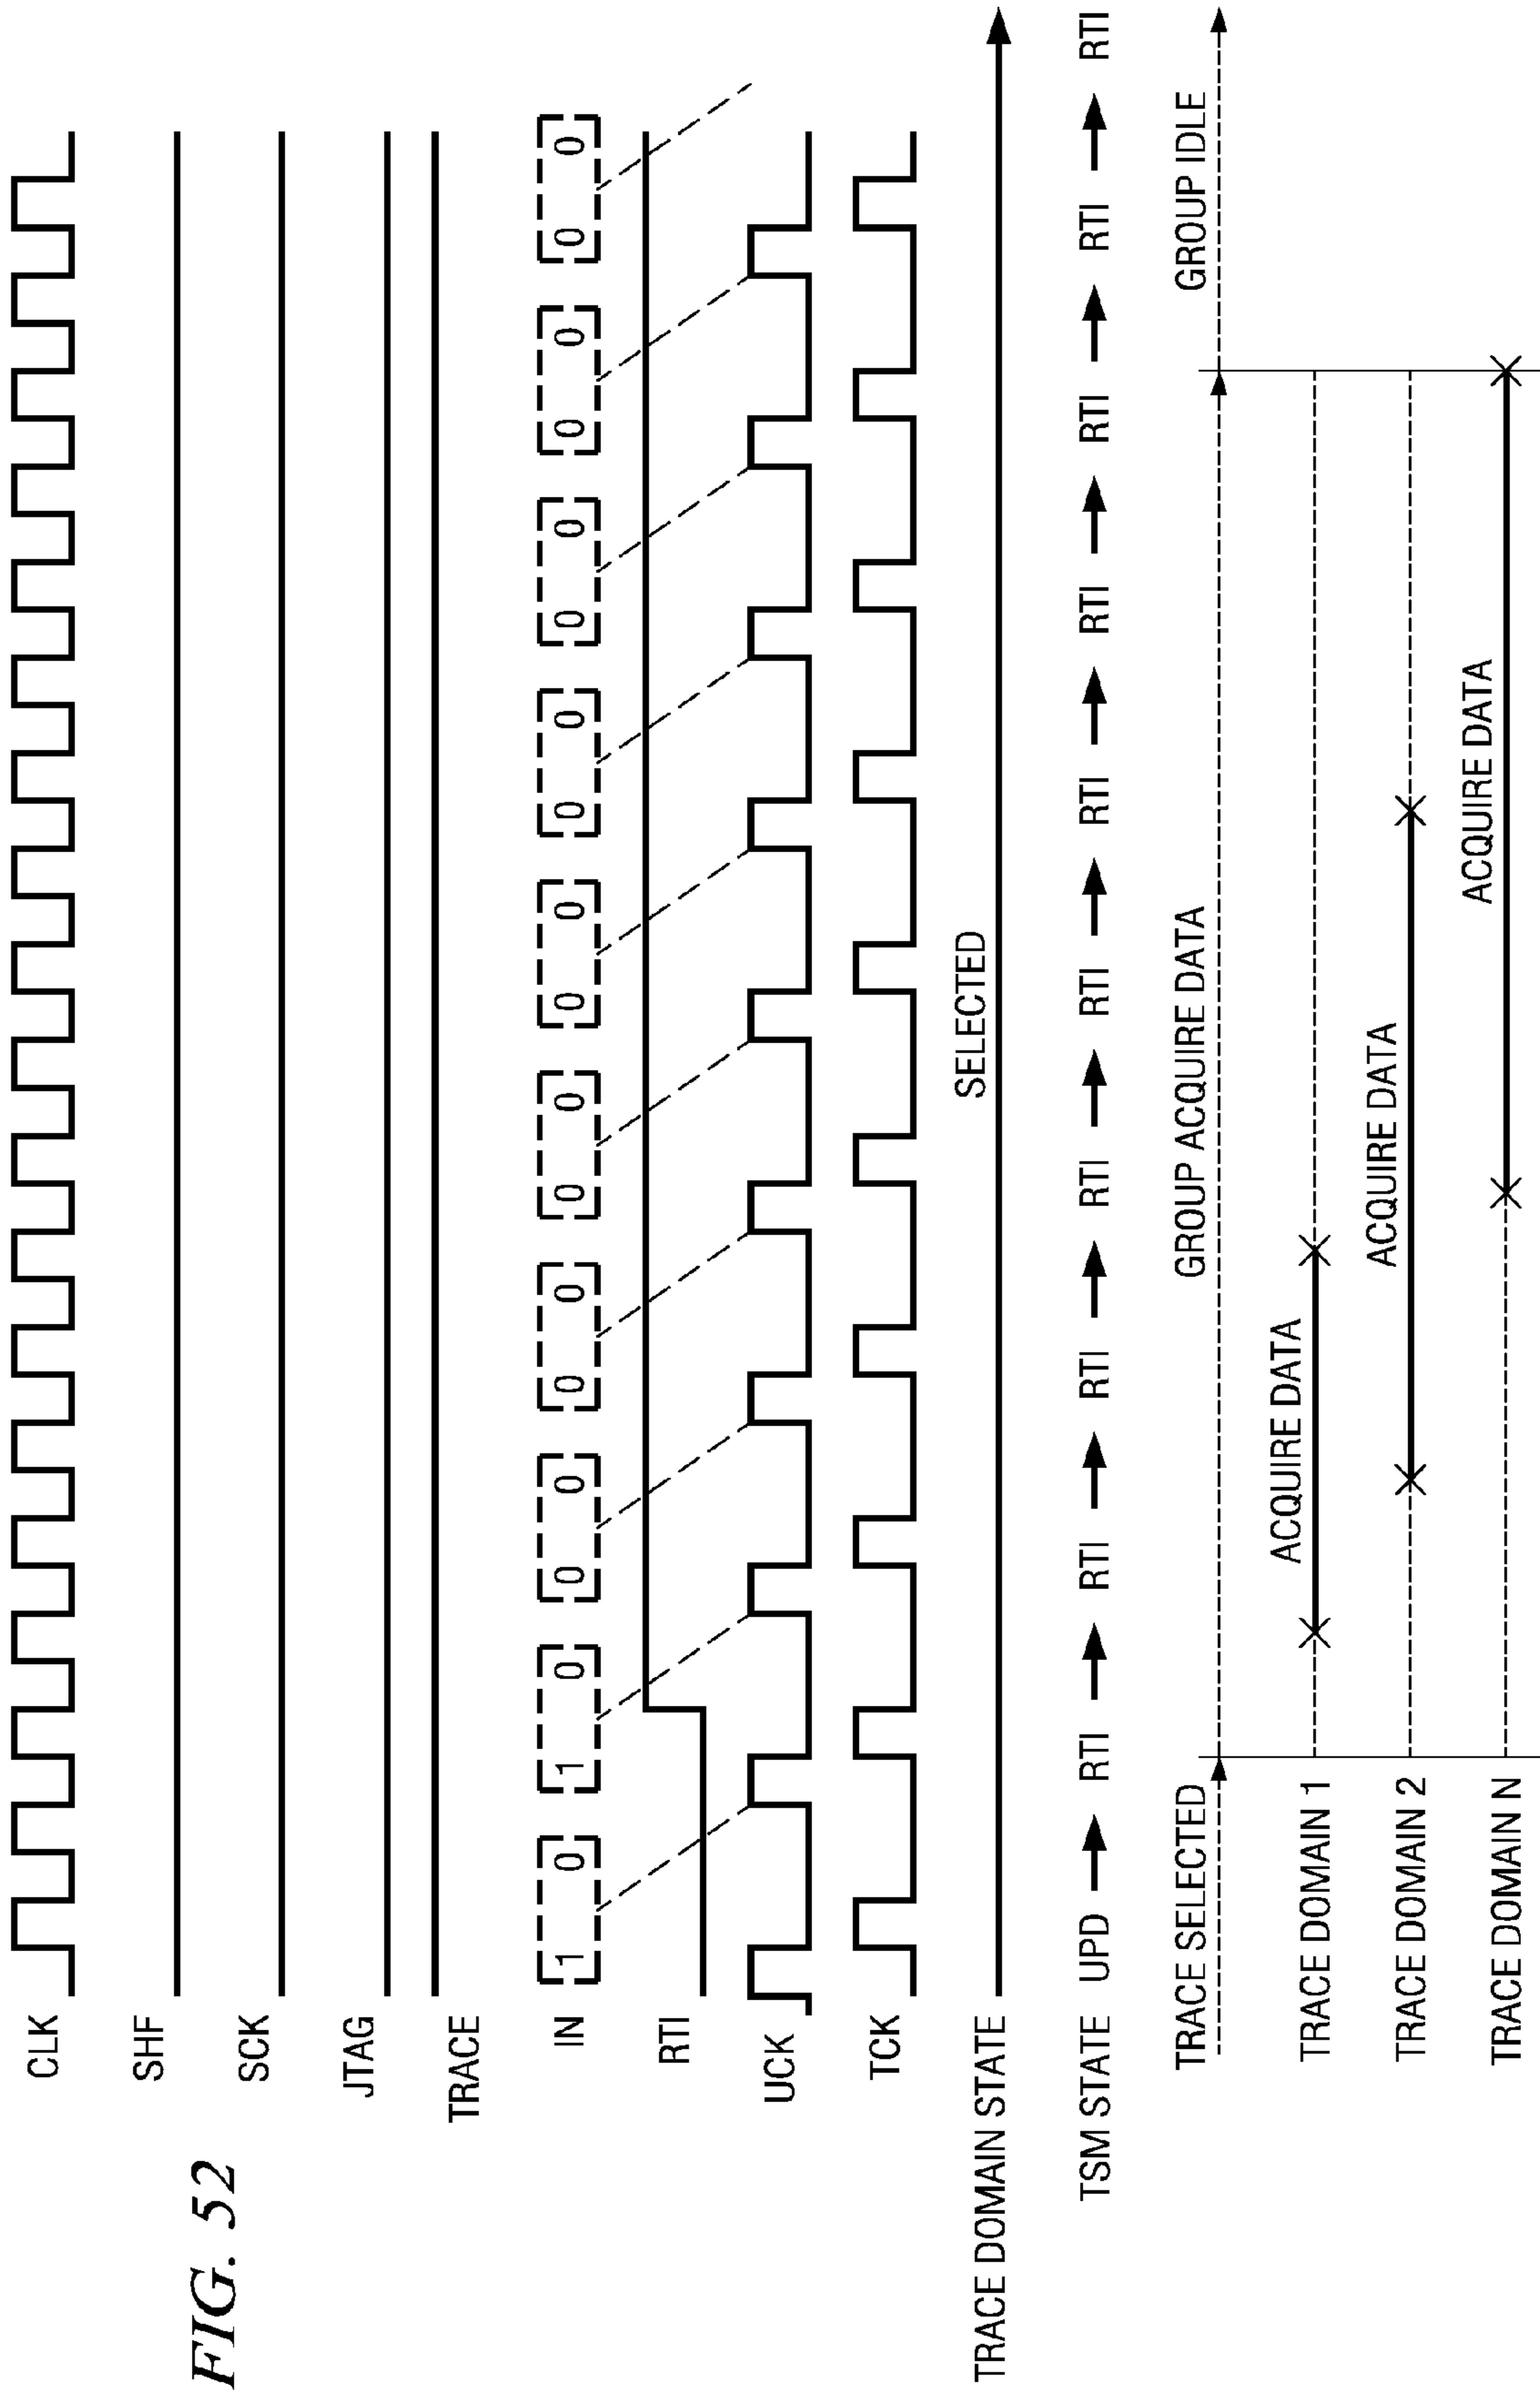 FIG. 52
CLK
SHF
SCK
JTAG
TRACE
IN 1 0 1 0 0 0 0 0 0 0 0 0 0 0 0 0 0 0 0 0
RTI
UCK
TCK
TRACE DOMAIN STATE SELECTED
TSM STATE UPD RTI RTI RTI RTI RTI RTI RTI RTI RTI RTI
TRACE SELECTED GROUP ACQUIRE DATA GROUP IDLE
TRACE DOMAIN 1 ACQUIRE DATA
TRACE DOMAIN 2 ACQUIRE DATA
TRACE DOMAIN N ACQUIRE DATA